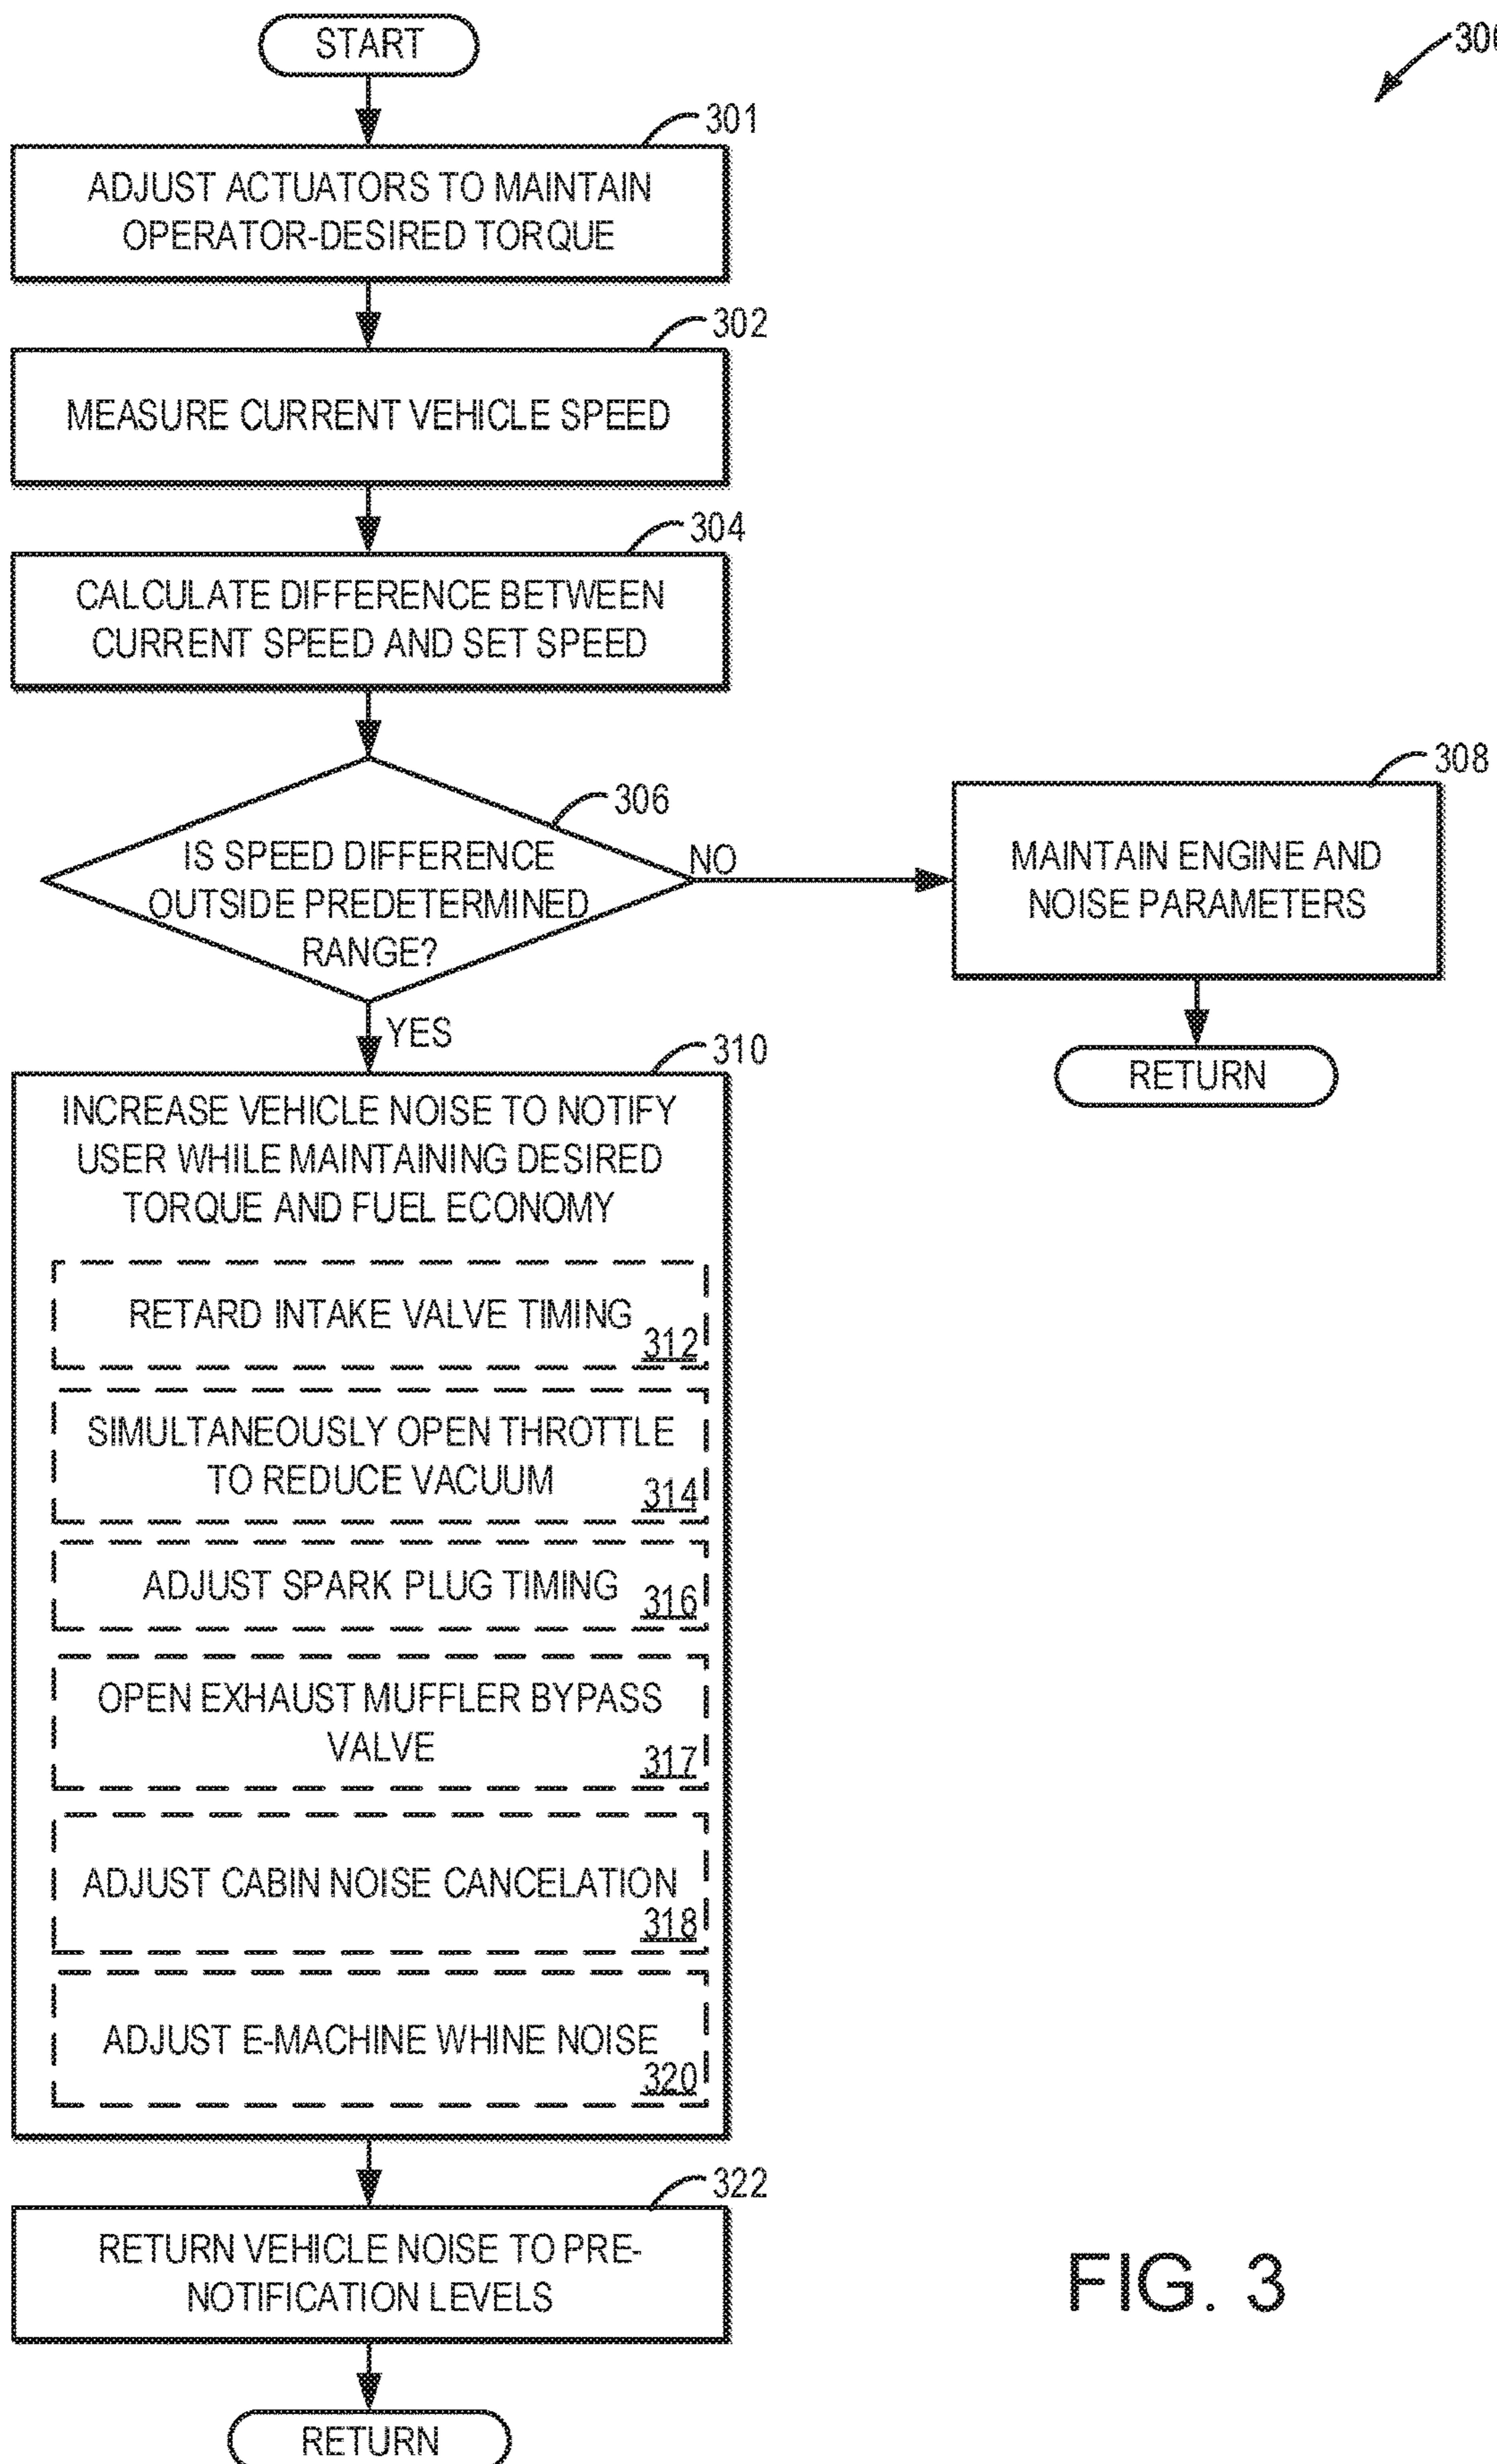 START
300
301
ADJUST ACTUATORS TO MAINTAIN
OPERATOR-DESIRED TORQUE
302
MEASURE CURRENT VEHICLE SPEED
304
CALCULATE DIFFERENCE BETWEEN
CURRENT SPEED AND SET SPEED
306
IS SPEED DIFFERENCE
OUTSIDE PREDETERMINED
RANGE?
NO
308
MAINTAIN ENGINE AND
NOISE PARAMETERS
RETURN
YES
310
INCREASE VEHICLE NOISE TO NOTIFY
USER WHILE MAINTAINING DESIRED
TORQUE AND FUEL ECONOMY
RETARD INTAKE VALVE TIMING
312
SIMULTANEOUSLY OPEN THROTTLE
TO REDUCE VACUUM
314
ADJUST SPARK PLUG TIMING
316
OPEN EXHAUST MUFFLER BYPASS
VALVE
317
ADJUST CABIN NOISE CANCELATION
318
ADJUST E-MACHINE WHINE NOISE
320
322
RETURN VEHICLE NOISE TO PRE-
NOTIFICATION LEVELS
RETURN
FIG. 3